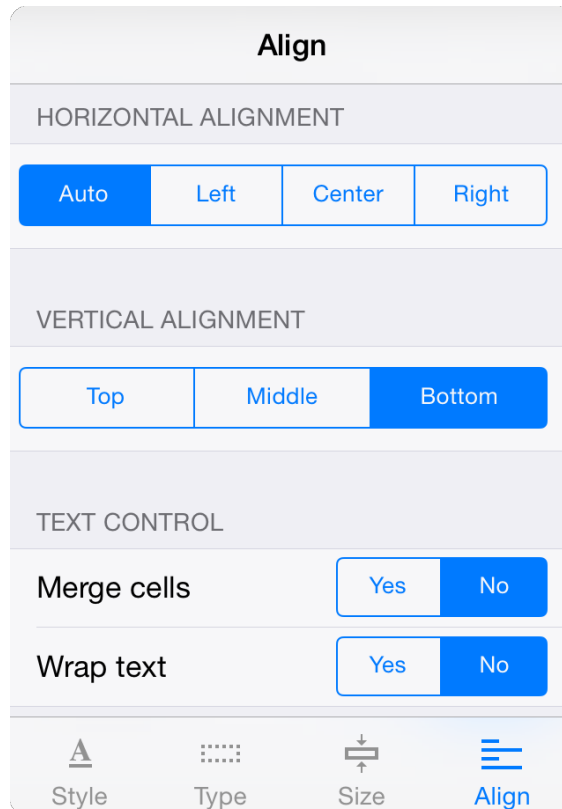 Align
HORIZONTAL ALIGNMENT
Auto Left Center Right
VERTICAL ALIGNMENT
Top Middle Bottom
TEXT CONTROL
Merge cells Yes No
Wrap text Yes No
A
Style Type Size Align